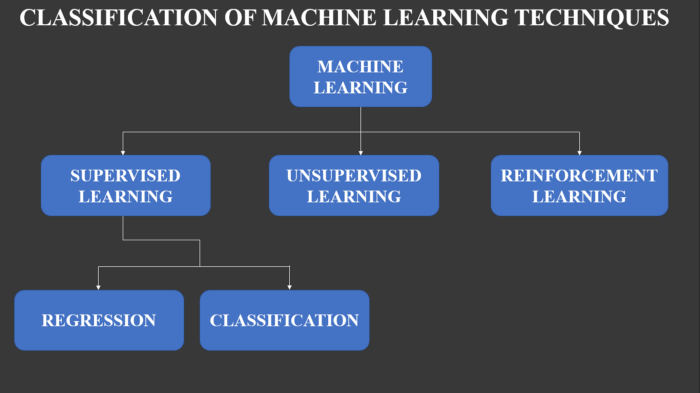 CLASSIFICATION OF MACHINE LEARNING TECHNIQUES
MACHINE
LEARNING
SUPERVISED
LEARNING
UNSUPERVISED
LEARNING
REINFORCEMENT
LEARNING
REGRESSION
CLASSIFICATION